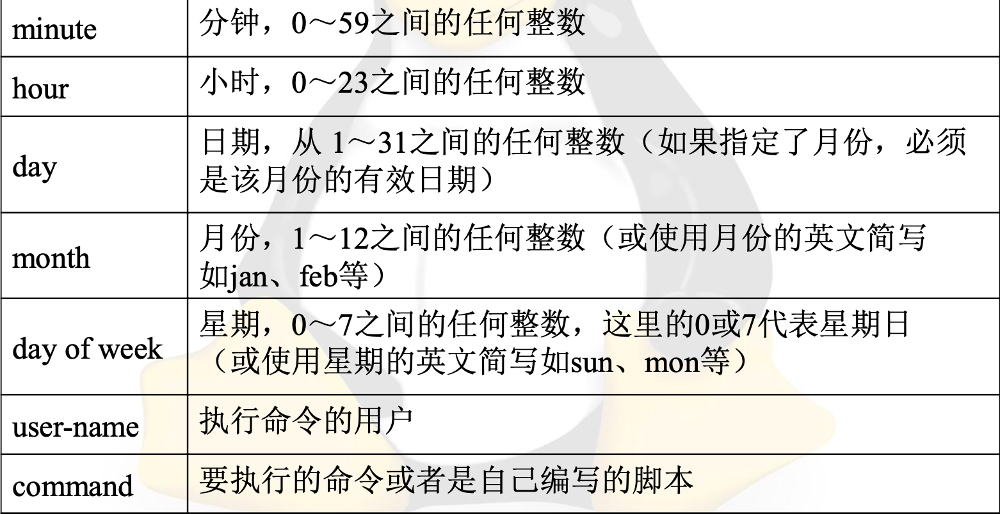 minute
分钟，0～59之间的任何整数
hour
小时，0～23之间的任何整数
day
日期，从 1～31之间的任何整数（如果指定了月份，必须
是该月份的有效日期）
month
月份，1～12之间的任何整数（或使用月份的英文简写
如jan、feb等）
day of week
星期，0～7之间的任何整数，这里的0或7代表星期日
（或使用星期的英文简写如sun、mon等）
user-name
执行命令的用户
command
要执行的命令或者是自己编写的脚本